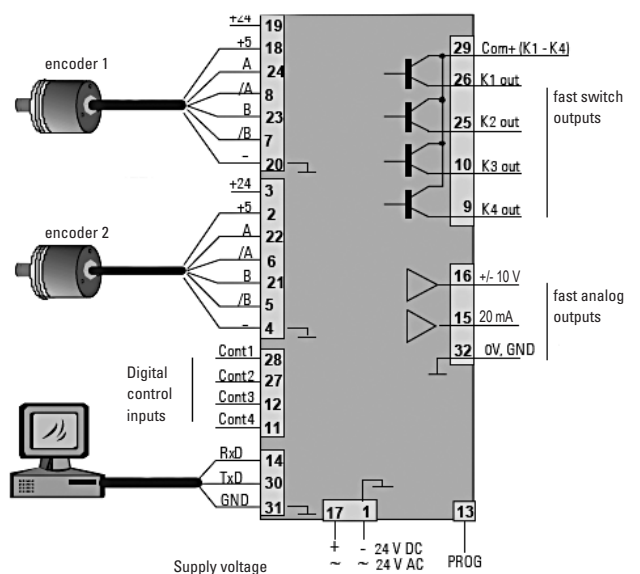 encoder 1
+24 19
+5 18
A 24
/A 8
B 23
/B 7
- 20
encoder 2
+24 3
+5 2
A 22
/A 6
B 21
/B 5
- 4
Digital
control
inputs
Cont1 28
Cont2 27
Cont3 12
Cont4 11
RxD 14
TxD 30
GND 31
29 Com+ (K1 - K4)
26 K1 out
25 K2 out
10 K3 out
9 K4 out
fast switch
outputs
16 +/- 10 V
15 20 mA
32 0V, GND
fast analog
outputs
17 1 13
+ - 24 V DC
~ ~ 24 V AC
PROG
Supply voltage